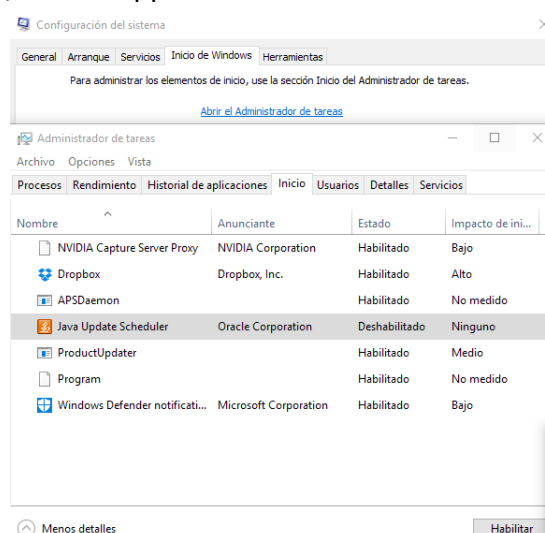 Configuración del sistema
General Arranque Servicios Inicio de Windows Herramientas
Para administrar los elementos de inicio, use la sección Inicio del Administrador de tareas.
Abrir el Administrador de tareas
Administrador de tareas
Archivo Opciones Vista
Procesos Rendimiento Historial de aplicaciones Inicio Usuarios Detalles Servicios
Nombre Anunciante Estado Impacto de ini...
NVIDIA Capture Server Proxy NVIDIA Corporation Habilitado Bajo
Dropbox Dropbox, Inc. Habilitado Alto
APSDaemon Habilitado No medido
Java Update Scheduler Oracle Corporation Deshabilitado Ninguno
ProductUpdater Habilitado Medio
Program Habilitado No medido
Windows Defender notificati... Microsoft Corporation Habilitado Bajo
Menos detalles Habilitar